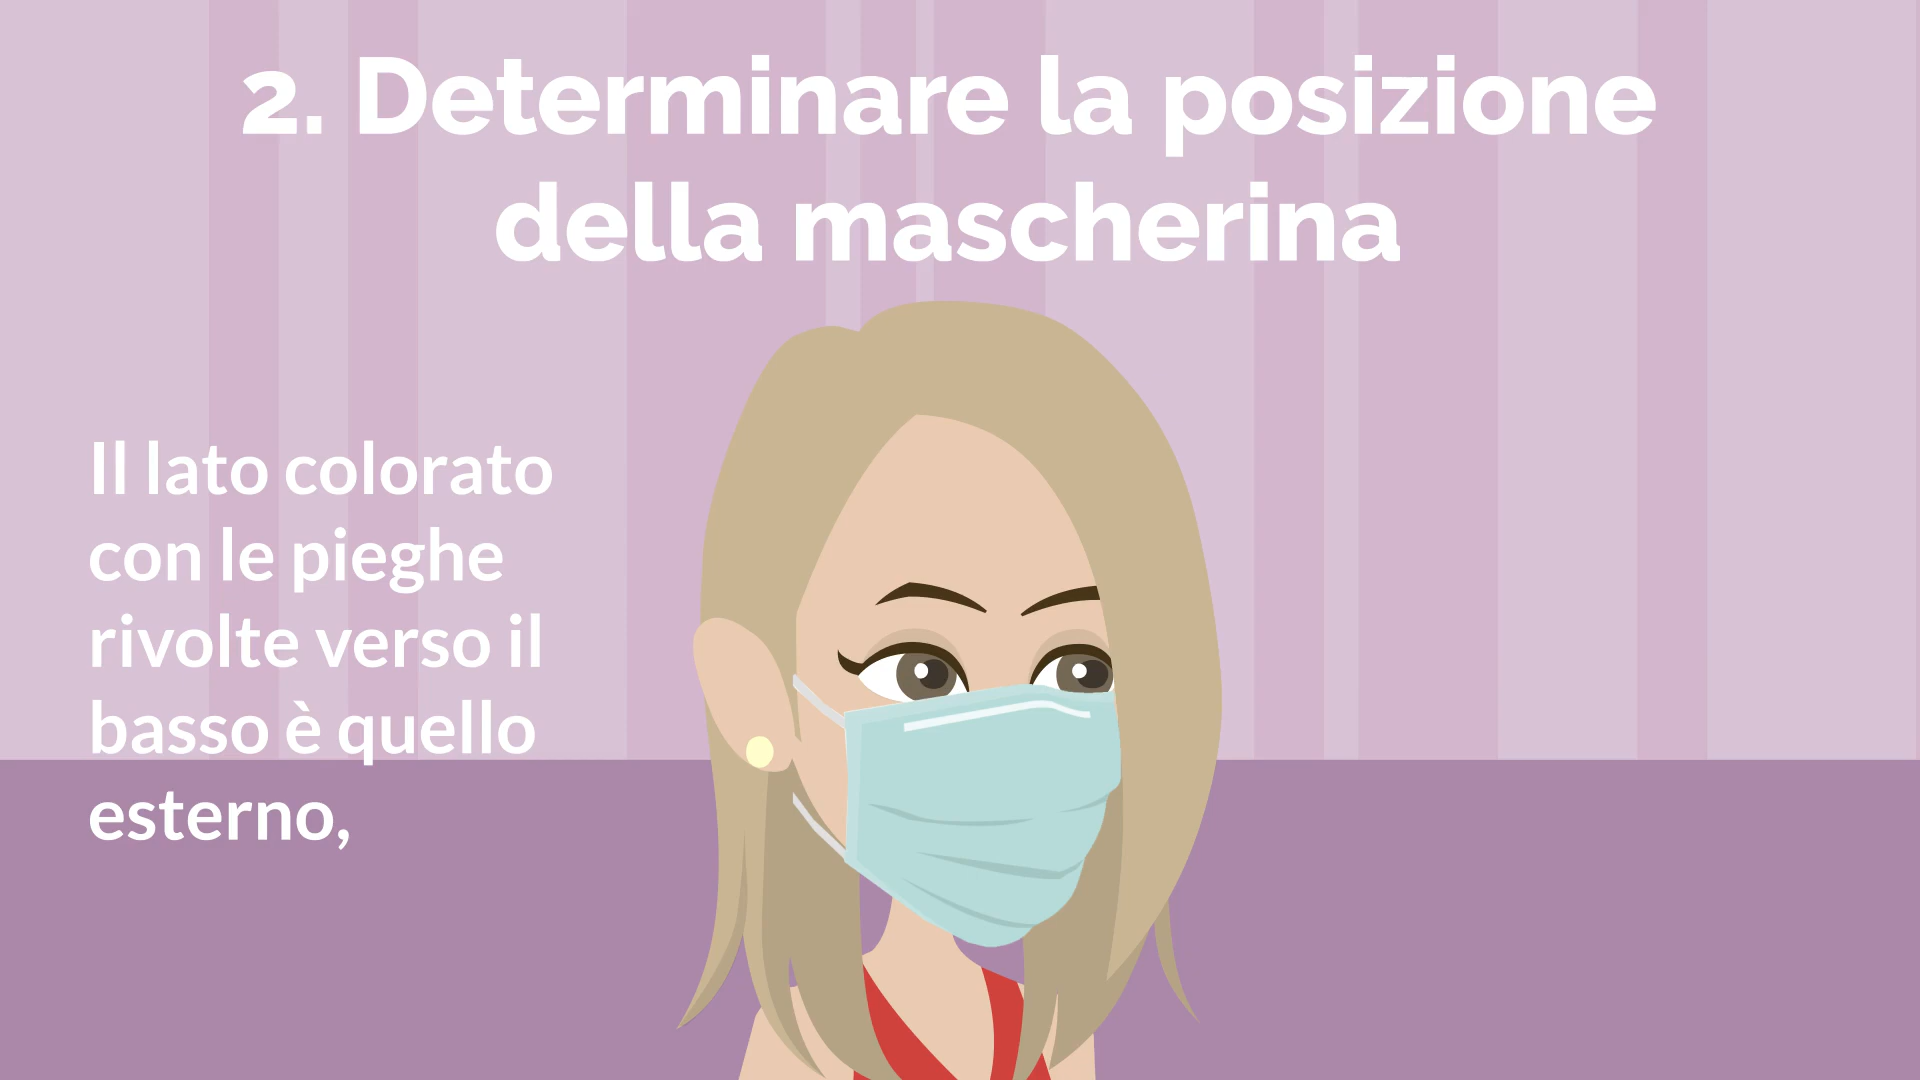 2. Determinare la posizione
della mascherina
Il lato colorato
con le pieghe
rivolte verso il
basso è quello
esterno,